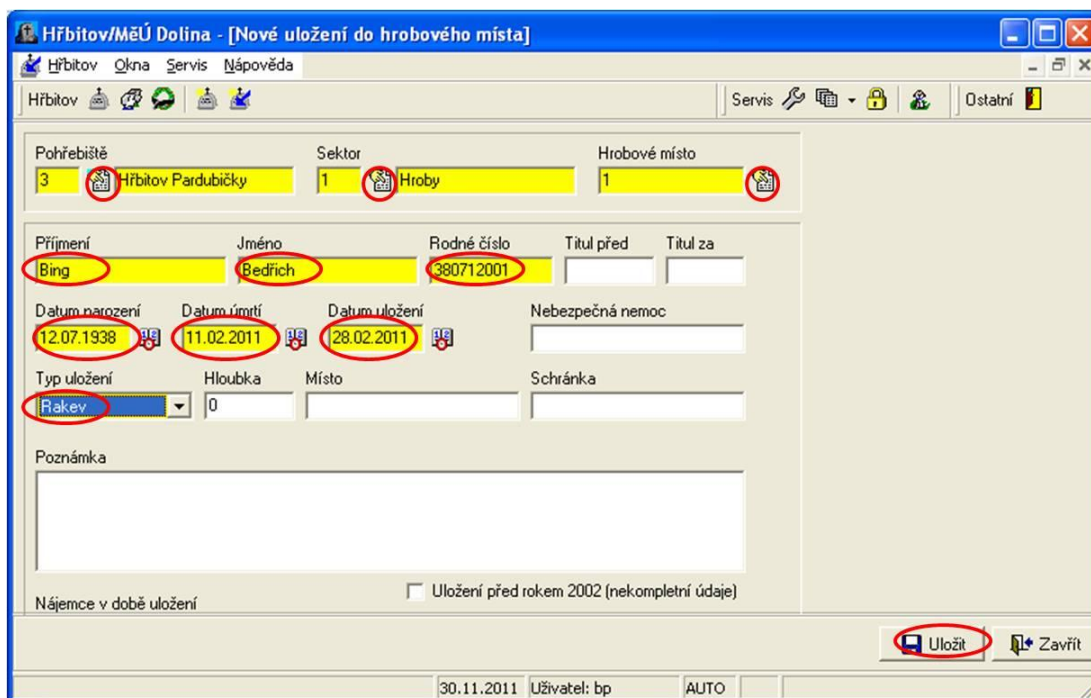 Hřbitov/MěÚ Dolina - [Nové uložení do hrobového místa]
Hřbitov Okna Servis Nápověda
Hřbitov Servis Ostatní
Pohřebiště Sektor Hrobové místo
3 Hřbitov Pardubičky 1 Hroby 1
Příjmení Jméno Rodné číslo Titul před Titul za
Bing Bedřich 380712001
Datum narození Datum úmrtí Datum uložení Nebezpečná nemoc
12.07.1938 11.02.2011 28.02.2011
Typ uložení Hloubka Místo Schránka
Rakev 0
Poznámka
Uložení před rokem 2002 (nekompletní údaje)
Nájemce v době uložení
Uložit Zavřít
30.11.2011 Uživatel: bp AUTO